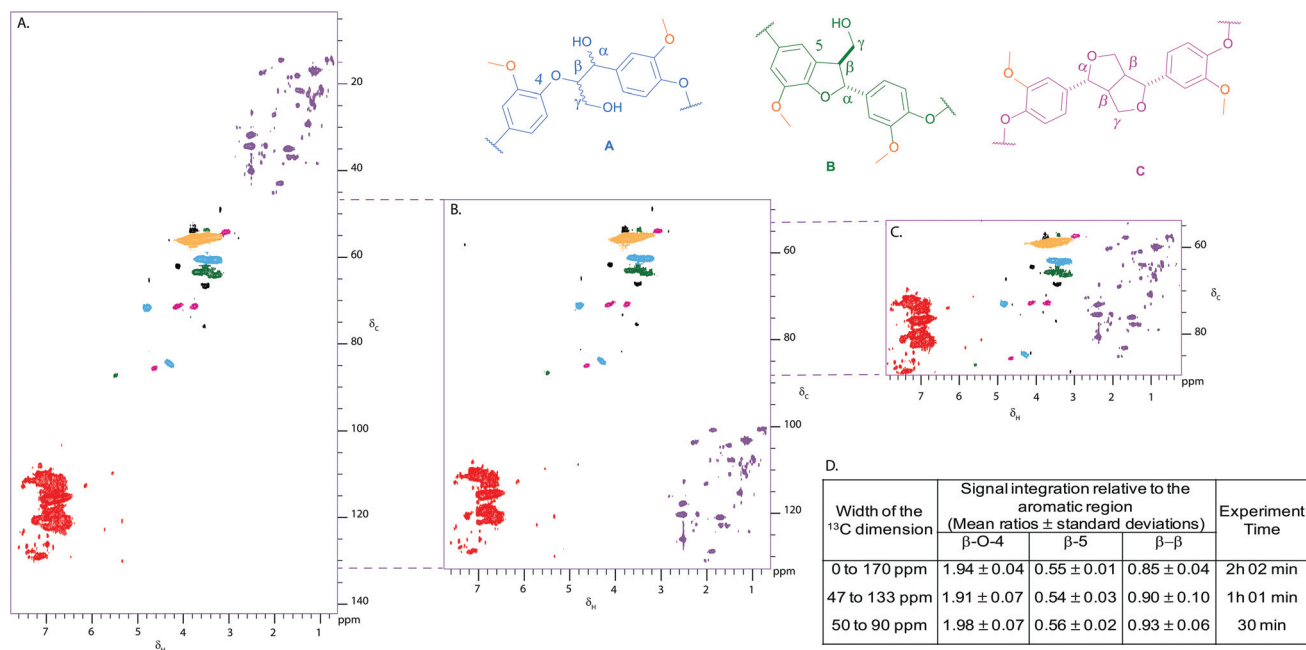 A.
20
40
60
80
100
120
140
ppm
δC
7 6 5 4 3 2 1
δH
HO
α
O
β
4
O
γ
OH
O
O
A
HO
5
γ
β
O
α
O
O
O
B
O
α
β
β
O
γ
O
O
O
O
C
B.
60
80
100
120
ppm
δC
7 6 5 4 3 2 1
δH
C.
60
80
ppm
δC
7 6 5 4 3 2 1
δH
D.
Width of the
13C dimension
Signal integration relative to the
aromatic region
(Mean ratios ± standard deviations)
Experiment
Time
β-O-4 β-5 β–β
0 to 170 ppm 1.94 ± 0.04 0.55 ± 0.01 0.85 ± 0.04 2h 02 min
47 to 133 ppm 1.91 ± 0.07 0.54 ± 0.03 0.90 ± 0.10 1h 01 min
50 to 90 ppm 1.98 ± 0.07 0.56 ± 0.02 0.93 ± 0.06 30 min